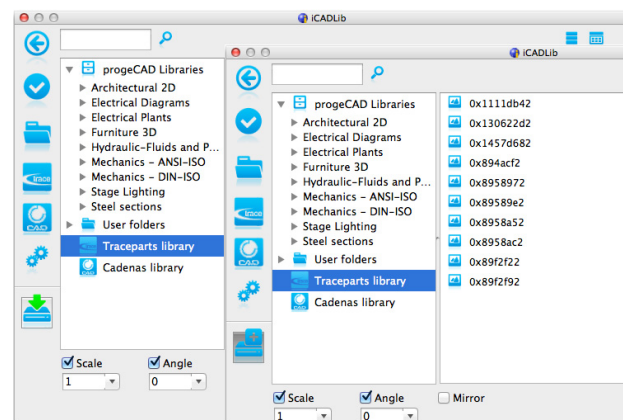 iCADLib
progeCAD Libraries
Architectural 2D
Electrical Diagrams
Electrical Plants
Furniture 3D
Hydraulic-Fluids and P...
Mechanics - ANSI-ISO
Mechanics - DIN-ISO
Stage Lighting
Steel sections
User folders
Traceparts library
Cadenas library
trace
CAD
Scale
Angle
1
0
iCADLib
progeCAD Libraries
Architectural 2D
Electrical Diagrams
Electrical Plants
Furniture 3D
Hydraulic-Fluids and P...
Mechanics - ANSI-ISO
Mechanics - DIN-ISO
Stage Lighting
Steel sections
User folders
Traceparts library
Cadenas library
trace
CAD
0x1111db42
0x130622d2
0x1457d682
0x894acf2
0x8958972
0x89589e2
0x8958a52
0x8958ac2
0x89f2f22
0x89f2f92
Scale
Angle
Mirror
1
0